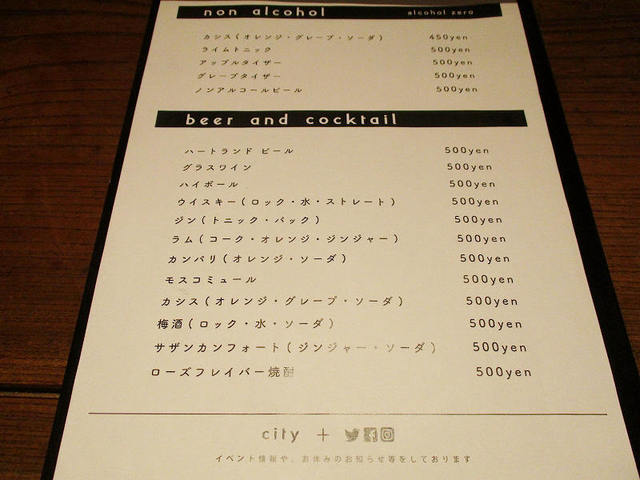 non alcohol alcohol zero
カシス(オレンジ・グレープ・ソーダ) 450yen
ライムトニック 500yen
アップルタイザー 500yen
グレープタイザー 500yen
ノンアルコールビール 500yen
beer and cocktail
ハートランド ビール 500yen
グラスワイン 500yen
ハイボール 500yen
ウイスキー(ロック・水・ストレート) 500yen
ジン(トニック・バック) 500yen
ラム(コーク・オレンジ・ジンジャー) 500yen
カンパリ(オレンジ・ソーダ) 500yen
モスコミュール 500yen
カシス(オレンジ・グレープ・ソーダ) 500yen
梅酒(ロック・水・ソーダ) 500yen
サザンカンフォート(ジンジャー・ソーダ) 500yen
ローズフレイバー焼酎 500yen
city +
イベント情報や、お休みのお知らせ等をしております